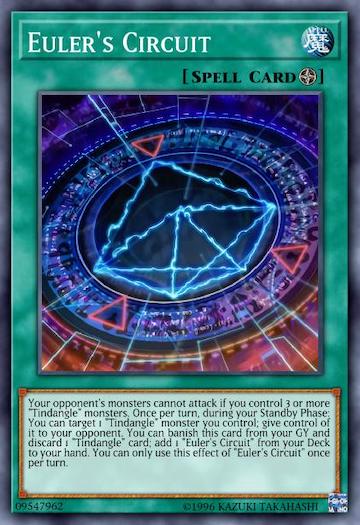 Euler's Circuit
魔
[Spell Card]
Your opponent's monsters cannot attack if you control 3 or more
"Tindangle" monsters. Once per turn, during your Standby Phase:
You can target 1 "Tindangle" monster you control; give control
of it to your opponent. You can banish this card from your GY and
discard 1 "Tindangle" card; add 1 "Euler's Circuit" from your Deck
to your hand. You can only use this effect of "Euler's Circuit" once
per turn.
09547962
©1996 KAZUKI TAKAHASHI